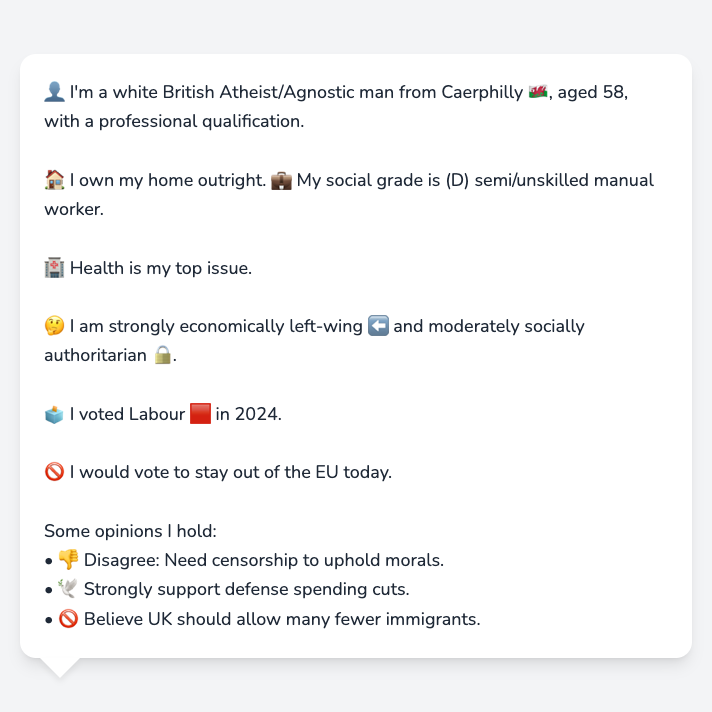 👤 I'm a white British Atheist/Agnostic man from Caerphilly 🏴󠁧󠁢󠁷󠁬󠁳󠁿, aged 58,
with a professional qualification.
🏠 I own my home outright. 💼 My social grade is (D) semi/unskilled manual
worker.
🏥 Health is my top issue.
🤔 I am strongly economically left-wing ⬅️ and moderately socially
authoritarian 🔒.
🗳️ I voted Labour 🟥 in 2024.
🚫 I would vote to stay out of the EU today.
Some opinions I hold:
• 👎 Disagree: Need censorship to uphold morals.
• 🕊️ Strongly support defense spending cuts.
• 🚫 Believe UK should allow many fewer immigrants.